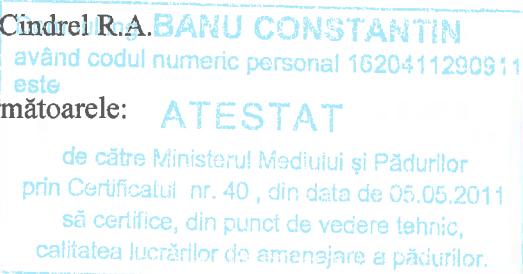 Cindrel R.A.
BANU CONSTANTIN
având codul numeric personal 1620411290911
este
mătoarele:
ATESTAT
de către Ministerul Mediului și Pădurilor
prin Certificatul nr. 40 , din data de 05.05.2011
să certifice, din punct de vedere tehnic,
calitatea lucrărilor de amenajare a pădurilor.